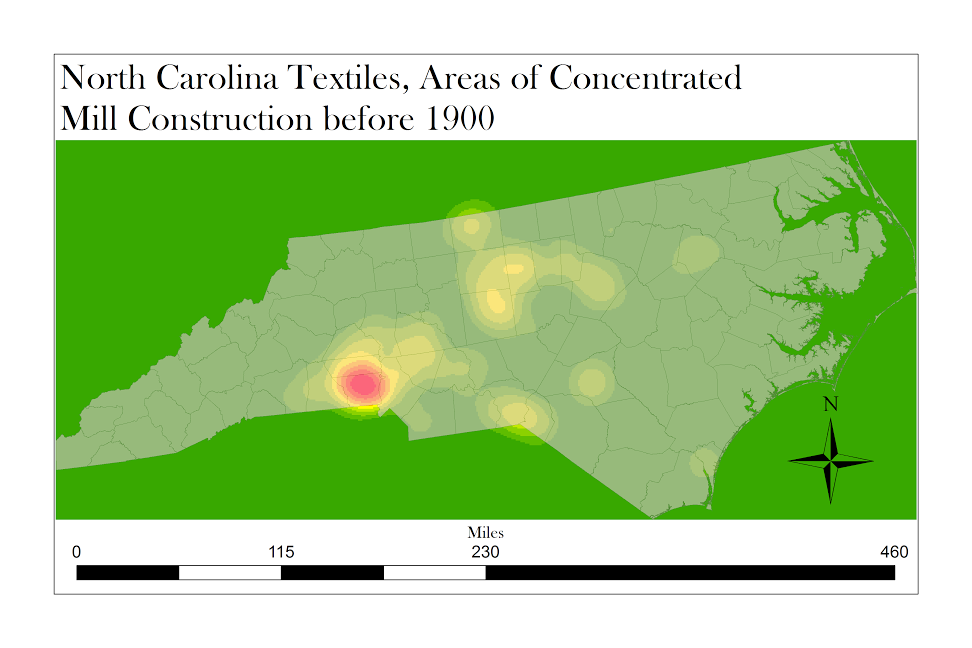 North Carolina Textiles, Areas of Concentrated
Mill Construction before 1900
N
Miles
0 115 230 460